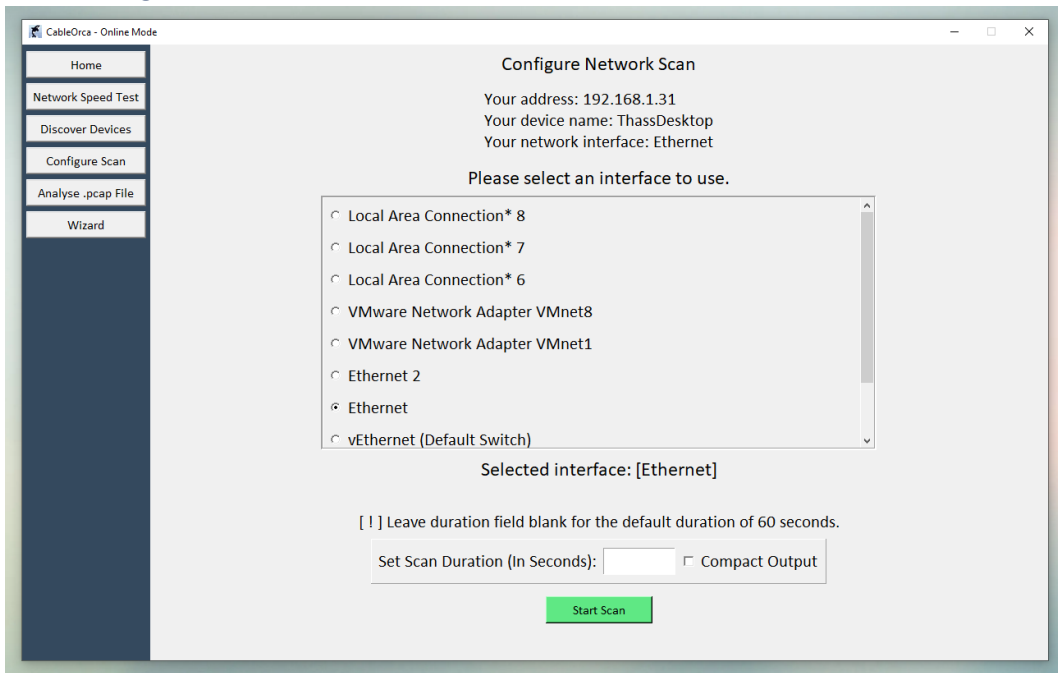 CableOrca - Online Mode
Home
Network Speed Test
Discover Devices
Configure Scan
Analyse .pcap File
Wizard
Configure Network Scan
Your address: 192.168.1.31
Your device name: ThassDesktop
Your network interface: Ethernet
Please select an interface to use.
Local Area Connection* 8
Local Area Connection* 7
Local Area Connection* 6
VMware Network Adapter VMnet8
VMware Network Adapter VMnet1
Ethernet 2
Ethernet
vEthernet (Default Switch)
Selected interface: [Ethernet]
[ ! ] Leave duration field blank for the default duration of 60 seconds.
Set Scan Duration (In Seconds): Compact Output
Start Scan